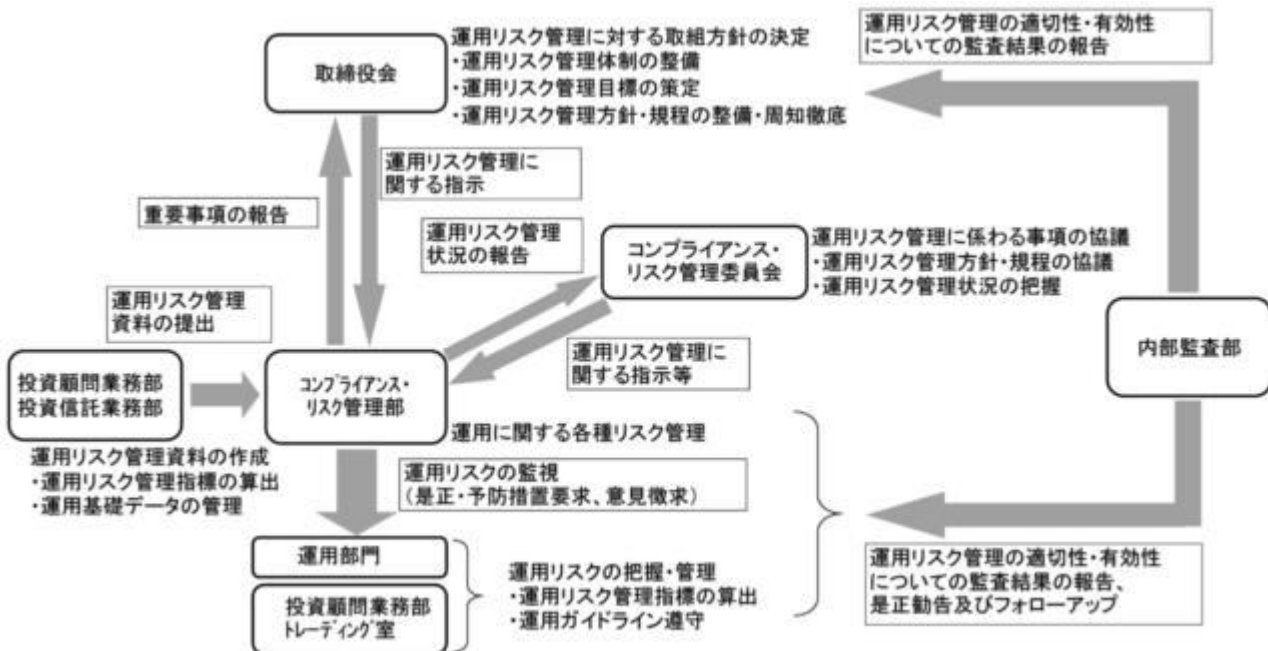 取締役会
運用リスク管理に対する取組方針の決定
・運用リスク管理体制の整備
・運用リスク管理目標の策定
・運用リスク管理方針・規程の整備・周知徹底
運用リスク管理の適切性・有効性
についての監査結果の報告
運用リスク管理に
関する指示
重要事項の報告
運用リスク管理
状況の報告
コンプライアンス・
リスク管理委員会
運用リスク管理に係わる事項の協議
・運用リスク管理方針・規程の協議
・運用リスク管理状況の把握
運用リスク管理
資料の提出
内部監査部
運用リスク管理に
関する指示等
投資顧問業務部
投資信託業務部
コンプライアンス・
リスク管理部
運用に関する各種リスク管理
運用リスク管理資料の作成
・運用リスク管理指標の算出
・運用基礎データの管理
運用リスクの監視
(是正・予防措置要求、意見徴求)
運用部門
投資顧問業務部
トレーディング室
運用リスクの把握・管理
・運用リスク管理指標の算出
・運用ガイドライン遵守
運用リスク管理の適切性・有効性
についての監査結果の報告、
是正勧告及びフォローアップ